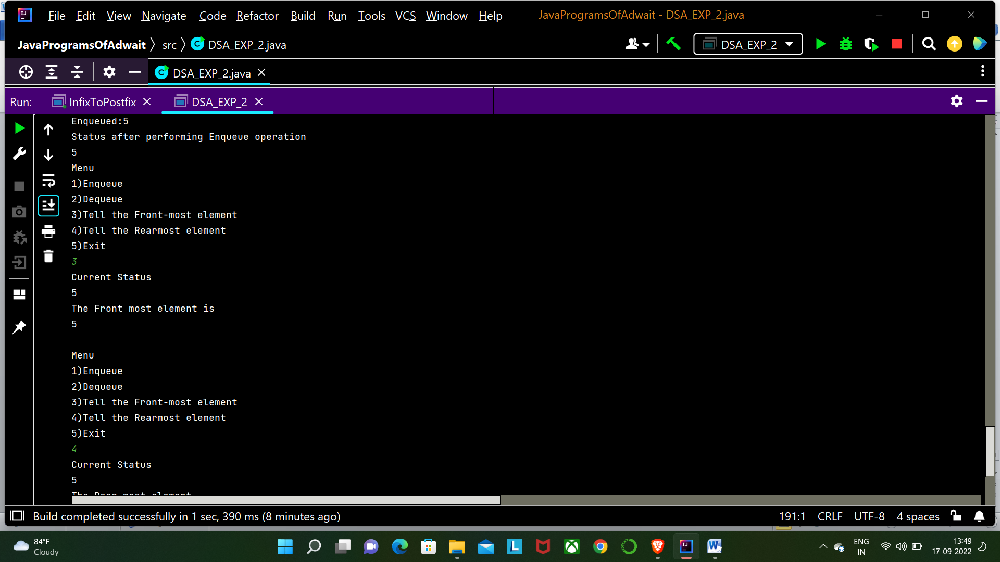 File Edit View Navigate Code Refactor Build Run Tools VCS Window Help JavaProgramsOfAdwait - DSA_EXP_2.java
JavaProgramsOfAdwait src DSA_EXP_2.java DSA_EXP_2
DSA_EXP_2.java
Run: InfixToPostfix DSA_EXP_2
Enqueued:5
Status after performing Enqueue operation
5
Menu
1)Enqueue
2)Dequeue
3)Tell the Front-most element
4)Tell the Rearmost element
5)Exit
3
Current Status
5
The Front most element is
5
Menu
1)Enqueue
2)Dequeue
3)Tell the Front-most element
4)Tell the Rearmost element
5)Exit
4
Current Status
5
The Rear most element
Build completed successfully in 1 sec, 390 ms (8 minutes ago) 191:1 CRLF UTF-8 4 spaces
84°F
Cloudy
ENG
IN
13:49
17-09-2022